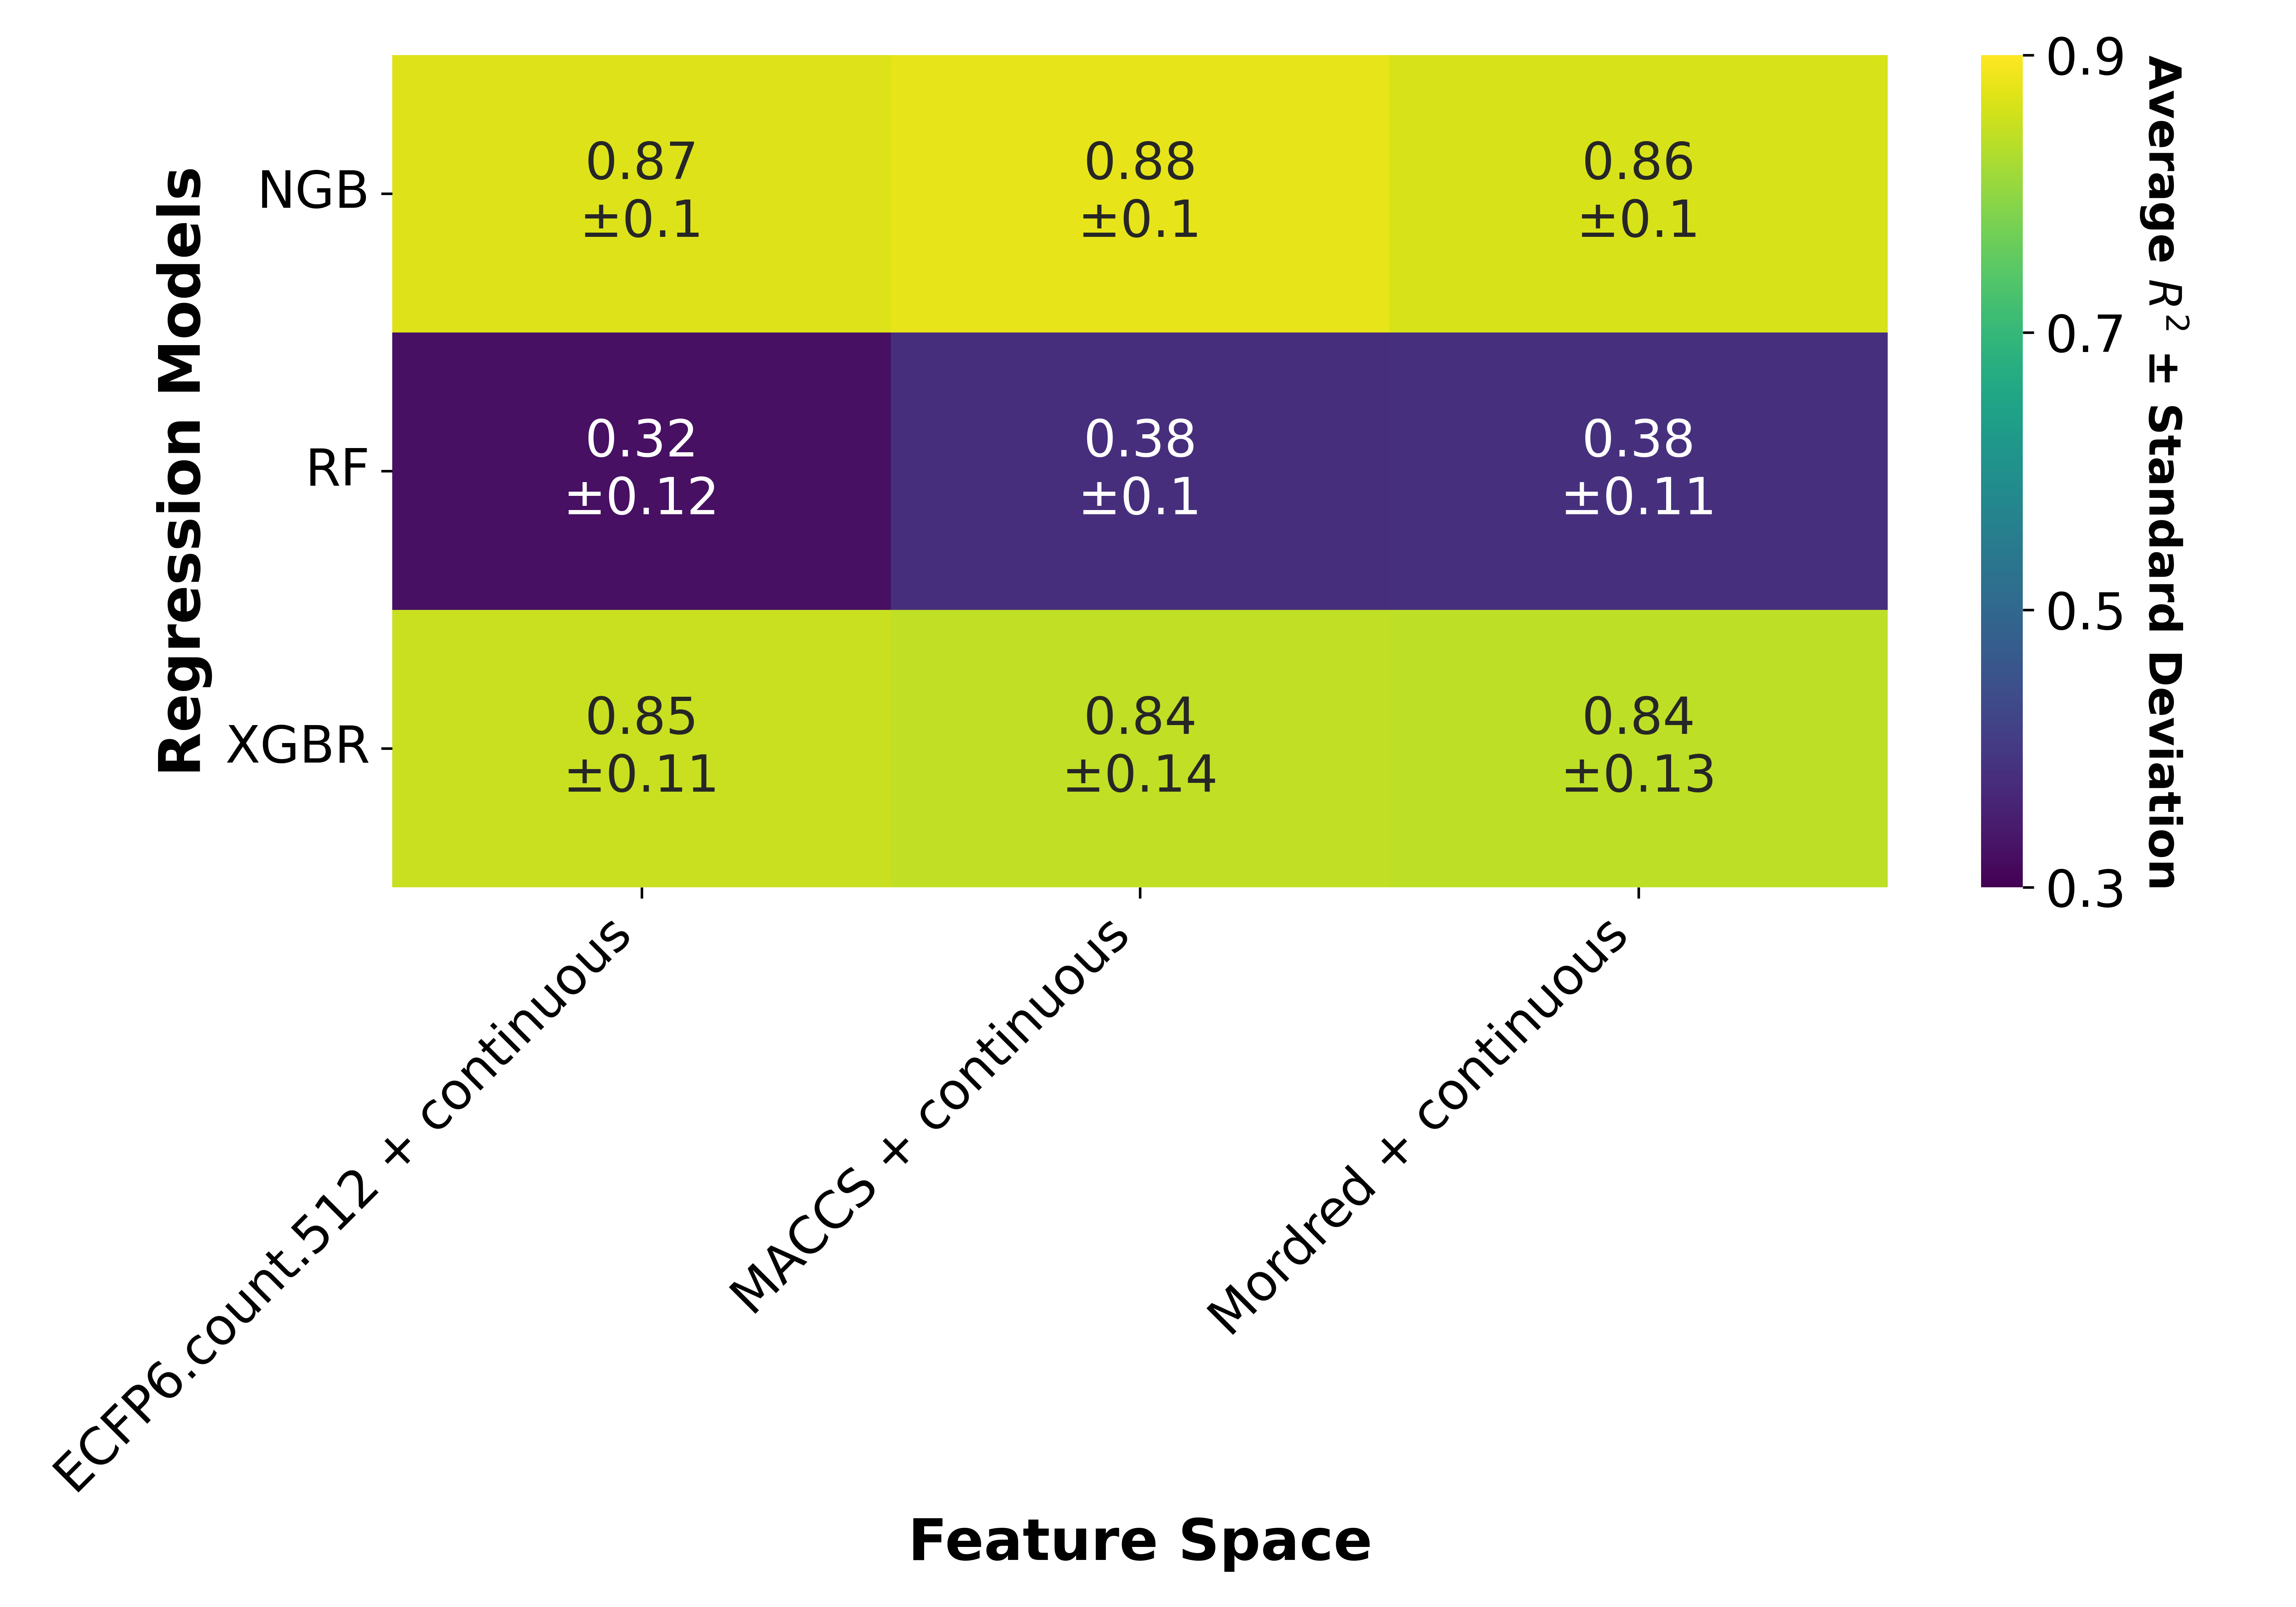 Regression Models
NGB
RF
XGBR
0.87
±0.1
0.88
±0.1
0.86
±0.1
0.32
±0.12
0.38
±0.1
0.38
±0.11
0.85
±0.11
0.84
±0.14
0.84
±0.13
ECFP6.count.512 + continuous
MACCS + continuous
Mordred + continuous
Feature Space
0.9
0.7
0.5
0.3
Average R² ± Standard Deviation